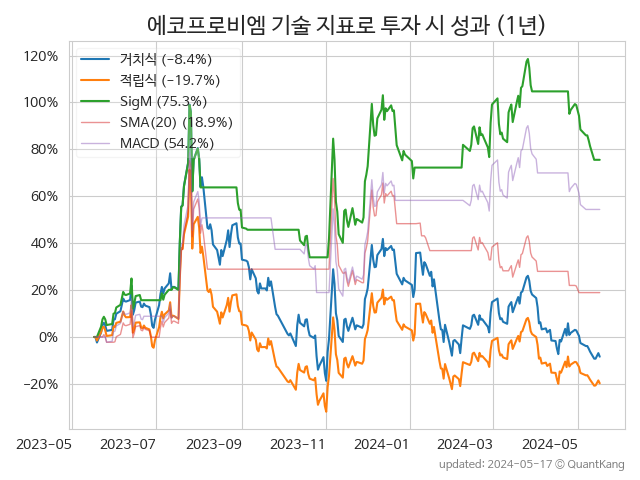 에코프로비엠 기술 지표로 투자 시 성과 (1년)
120%
100%
80%
60%
40%
20%
0%
−20%
거치식 (-8.4%)
적립식 (-19.7%)
SigM (75.3%)
SMA(20) (18.9%)
MACD (54.2%)
2023-05
2023-07
2023-09
2023-11
2024-01
2024-03
2024-05
updated: 2024-05-17 © QuantKang